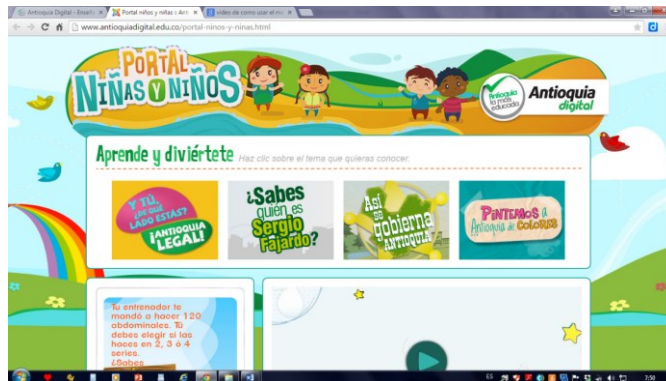 Antioquia Digital - Enseñ
Portal niños y niñas » Anti
video de como usar el m
www.antioquiadigital.edu.co/portal-ninos-y-ninas.html
PORTAL
NIÑAS Y NIÑOS
Antioquia
la más
educada
Antioquia
digital
Aprende y diviértete Haz clic sobre el tema que quieras conocer.
Y TÚ,
¿DE QUÉ
LADO ESTÁS?
¡ANTIOQUIA
LEGAL!
¿Sabes
quién es
Sergio
Fajardo?
Así
se
gobierna
ANTIOQUIA
PINTEMOS a
Antioquia de COLORES
Tu entrenador te
mandó a hacer 120
abdominales. Tú
debes elegir si las
haces en 2, 3 ó 4
series.
¿Sabes
ES
7:50